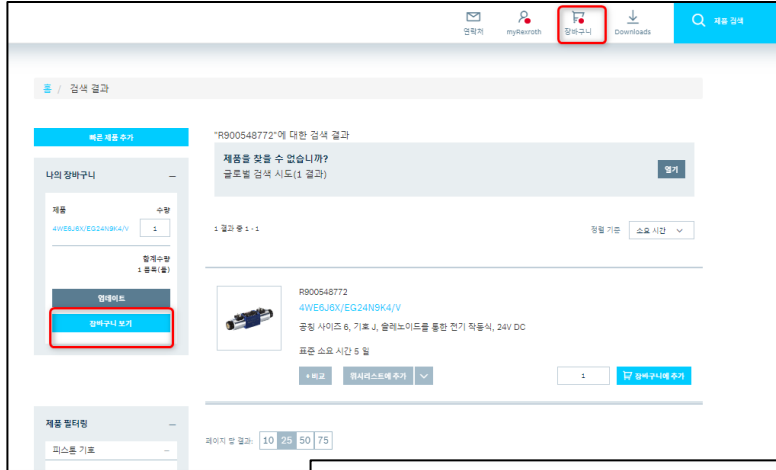 연락처
myRexroth
장바구니
Downloads
제품 검색
홈 / 검색 결과
빠른 제품 추가
나의 장바구니
제품 수량
4WE6J6X/EG24N9K4/V 1
합계수량
1 품목(들)
업데이트
장바구니 보기
제품 필터링
피스톤 기호
"R900548772"에 대한 검색 결과
제품을 찾을 수 없습니까?
글로벌 검색 시도(1 결과)
열기
1 결과 중 1 - 1
정렬 기준 소요 시간
R900548772
4WE6J6X/EG24N9K4/V
공칭 사이즈 6, 기호 J, 솔레노이드를 통한 전기 작동식, 24V DC
표준 소요 시간 5 일
+ 비교
위시리스트에 추가
1
장바구니에 추가
페이지 당 결과: 10 25 50 75